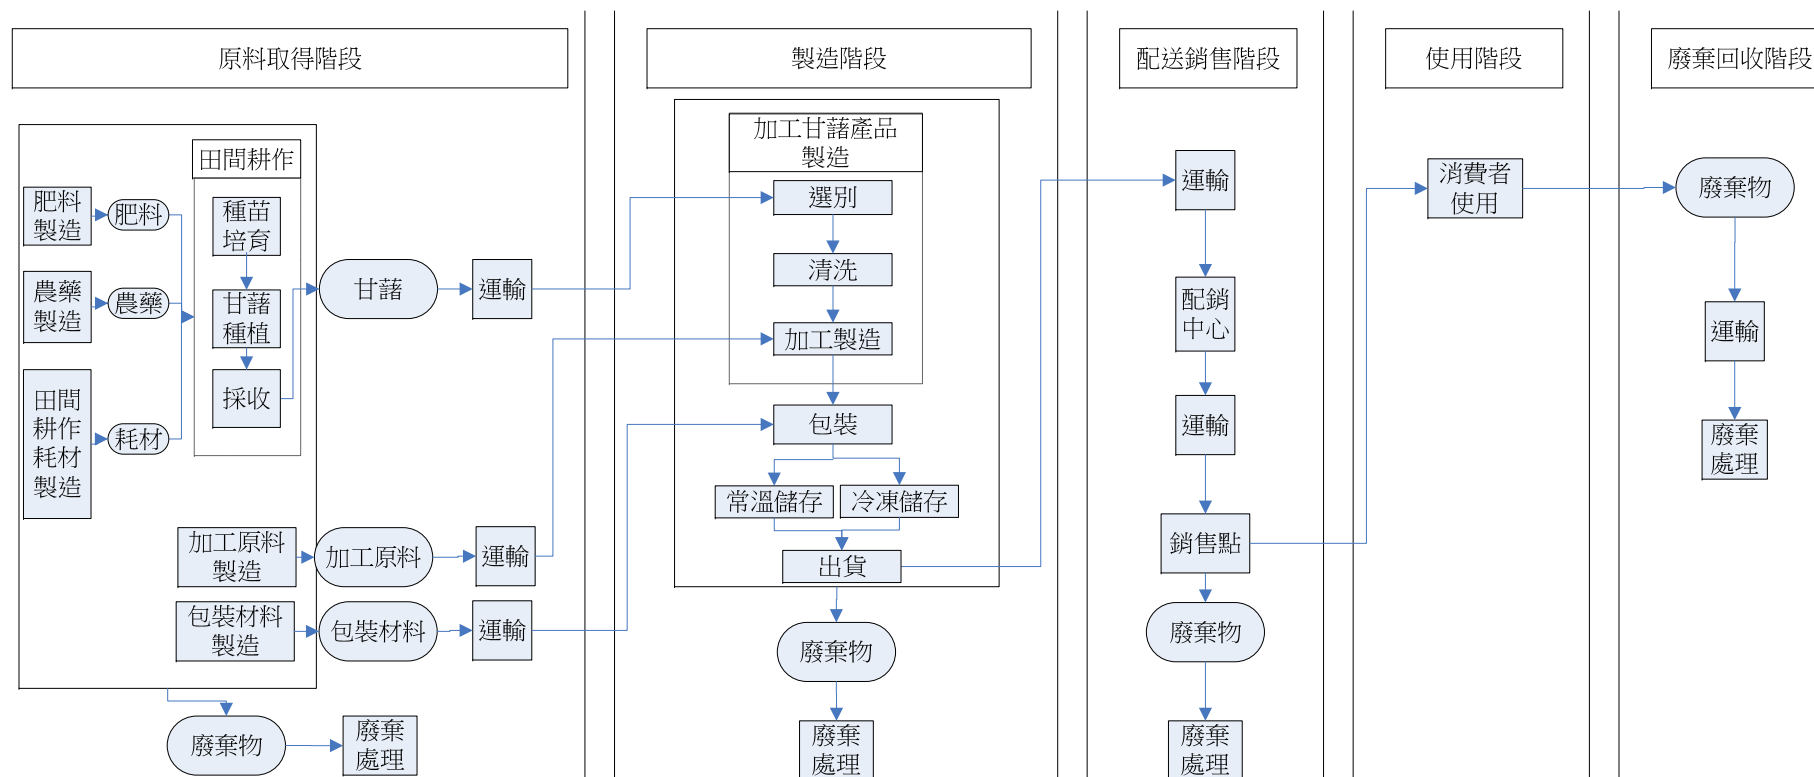 原料取得階段
製造階段
配送銷售階段
使用階段
廢棄回收階段
田間耕作
肥料
製造
肥料
農藥
製造
農藥
田間
耕作
耗材
製造
耗材
種苗
培育
甘藷
種植
採收
甘藷
運輸
加工原料
製造
加工原料
運輸
包裝材料
製造
包裝材料
運輸
廢棄物
廢棄
處理
加工甘藷產品
製造
選別
清洗
加工製造
包裝
常溫儲存
冷凍儲存
出貨
廢棄物
廢棄
處理
運輸
配銷
中心
運輸
銷售點
廢棄物
廢棄
處理
消費者
使用
廢棄物
運輸
廢棄
處理